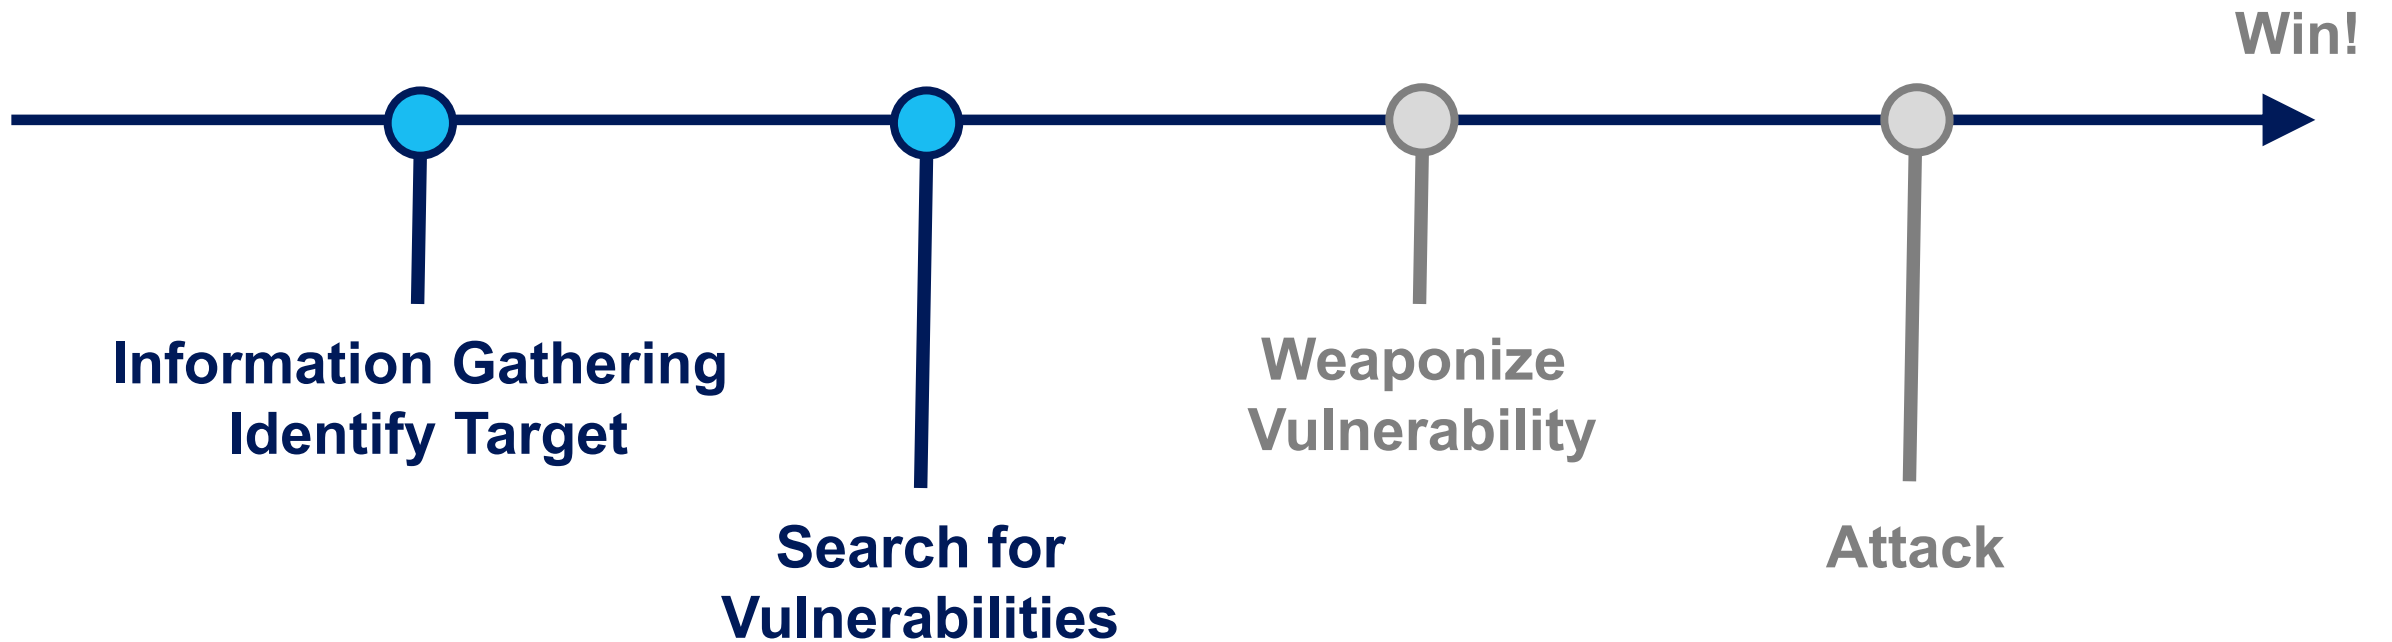 Win!
Information Gathering
Identify Target
Search for
Vulnerabilities
Weaponize
Vulnerability
Attack